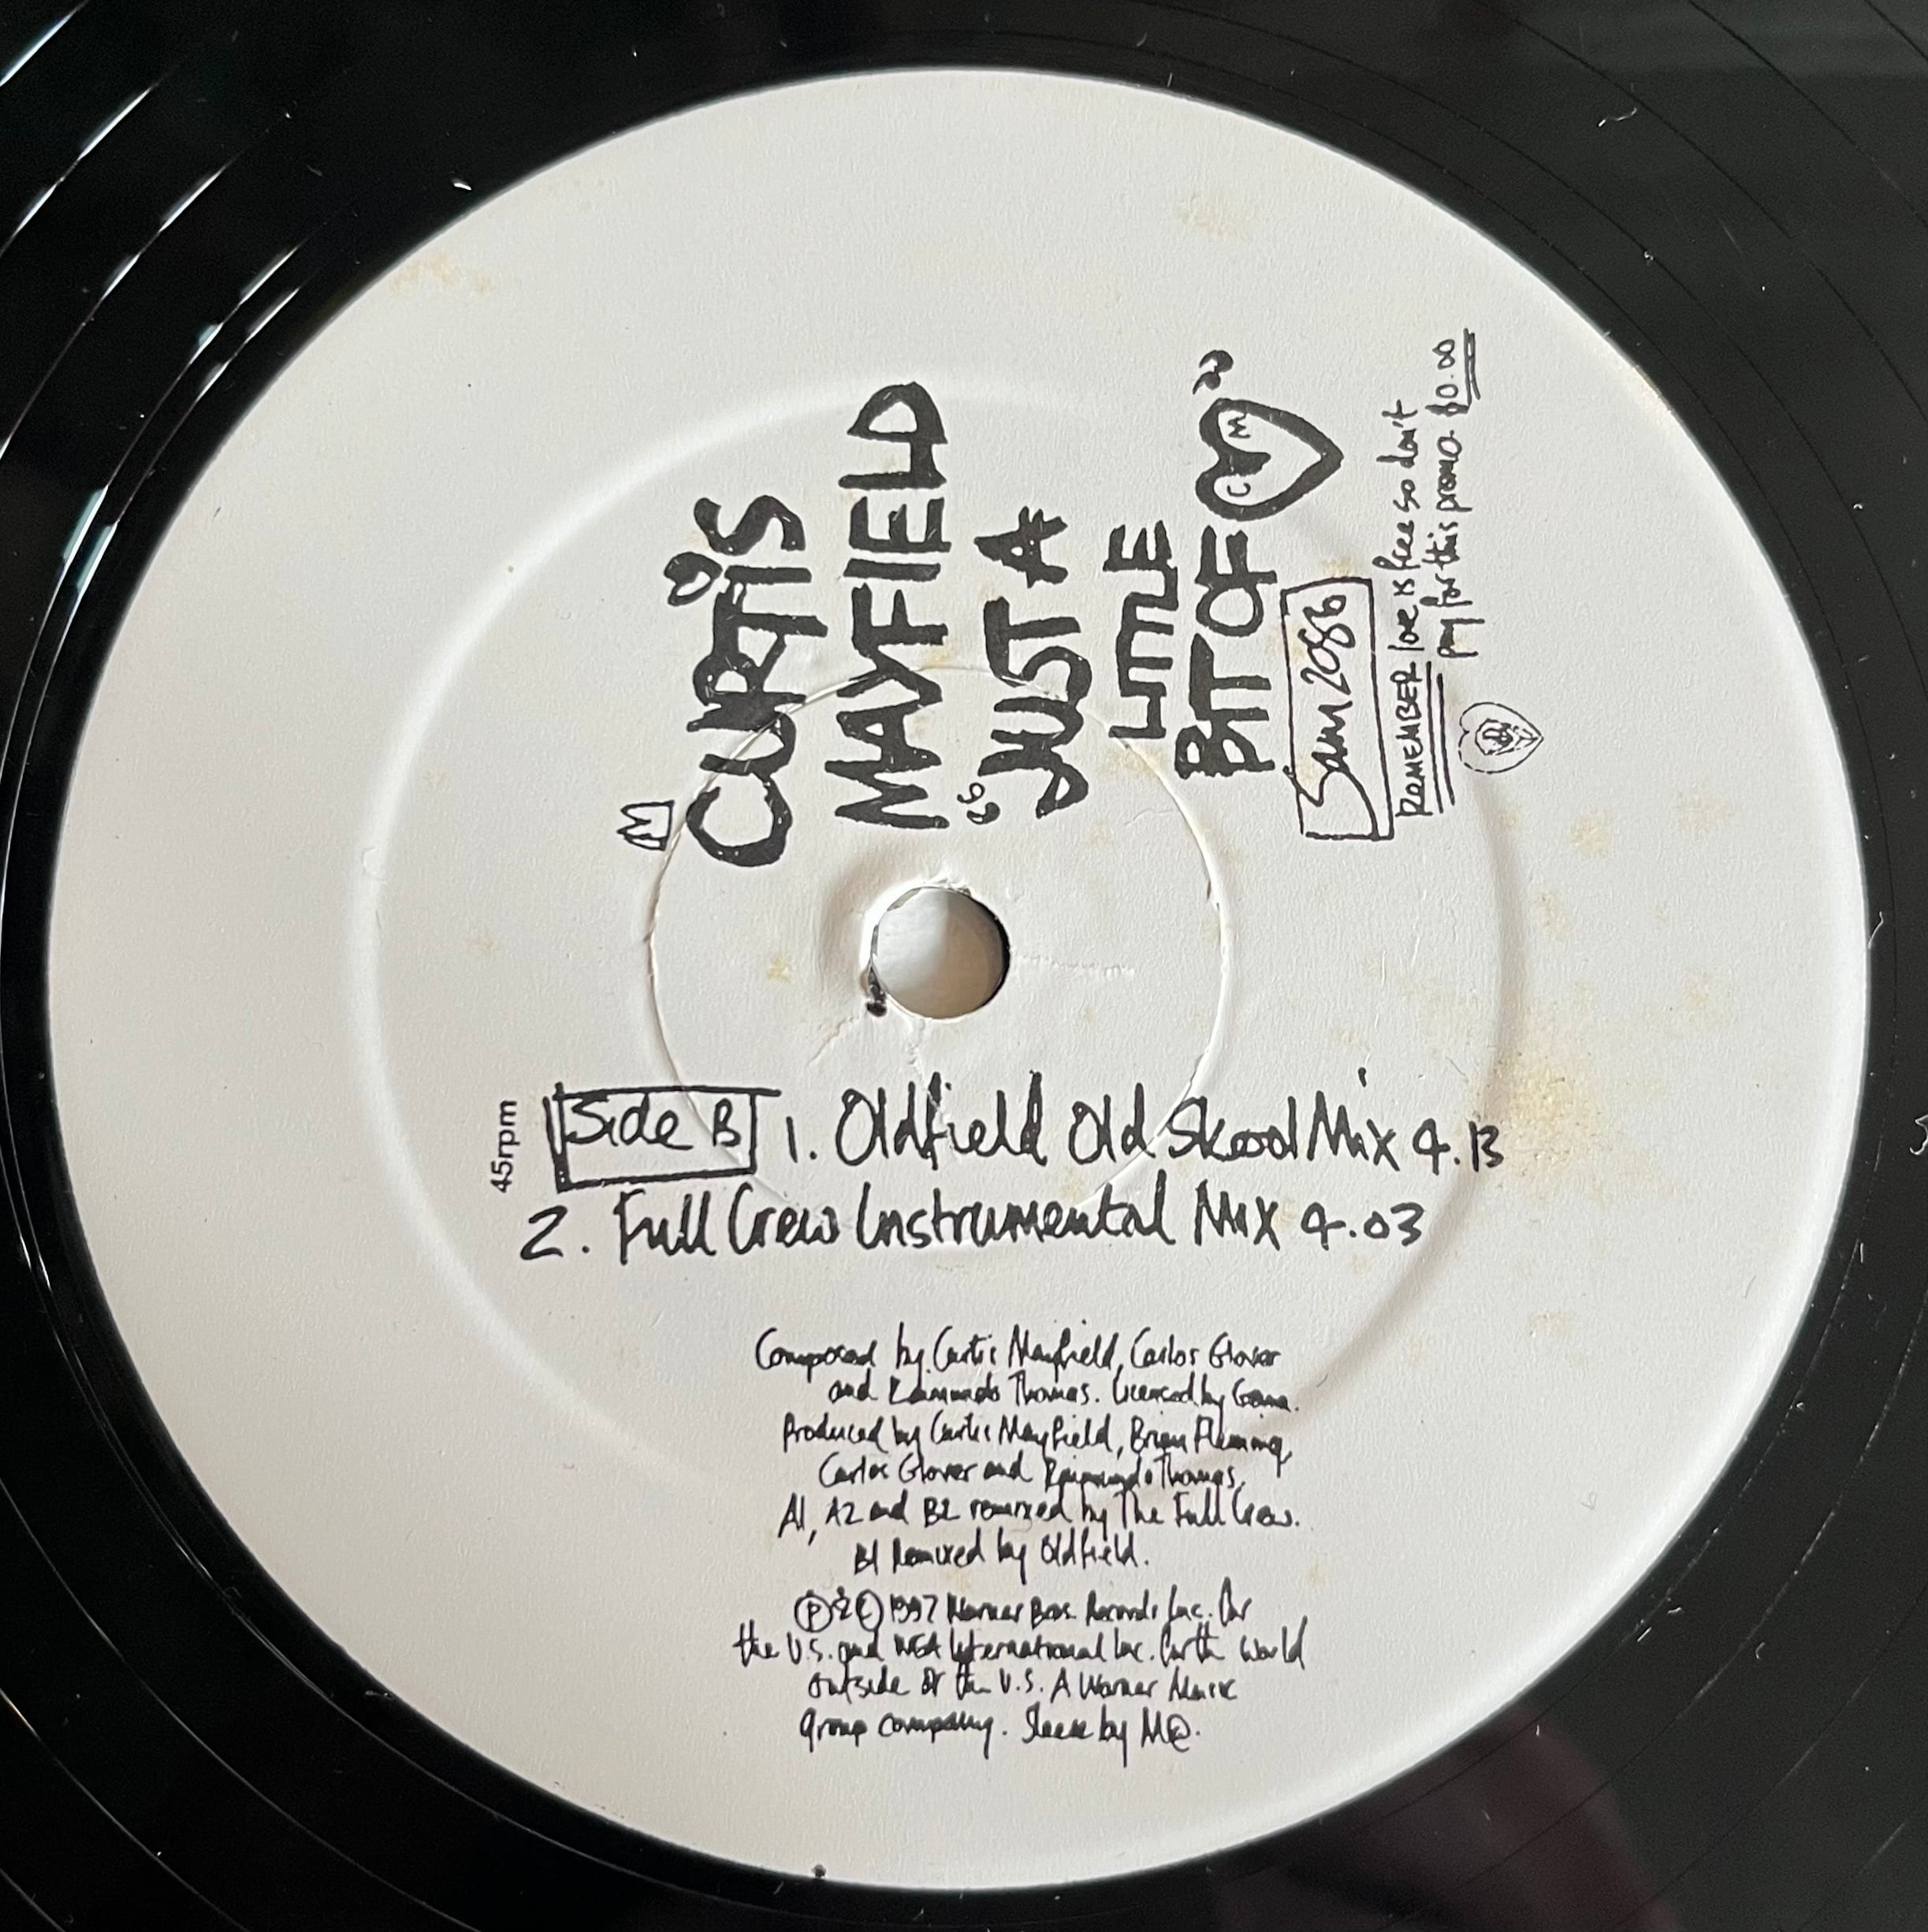 CURTIS
MAYFIELD
"JUST A
LITTLE
BIT OF ♡"
C M
Sam 2086
REMEMBER love is free so don't
pay for this promo. $0.00
45rpm
Side B 1. Oldfield Old Skool Mix 4.13
2. Full Crew Instrumental Mix 4.03
Composed by Curtis Mayfield, Carlos Glover
and Raimundo Thomas. Licensed by
Produced by Curtis Mayfield, Brian Fleming,
Carlos Glover and Raimundo Thomas.
A1, A2 and B2 remixed by The Full Crew.
B1 Remixed by Oldfield.
Ⓟ & © 1997 Warner Bros. Records Inc. for
the U.S. and WEA International Inc. for the World
outside of the U.S. A Warner Music
group company. Sleeve by M@.